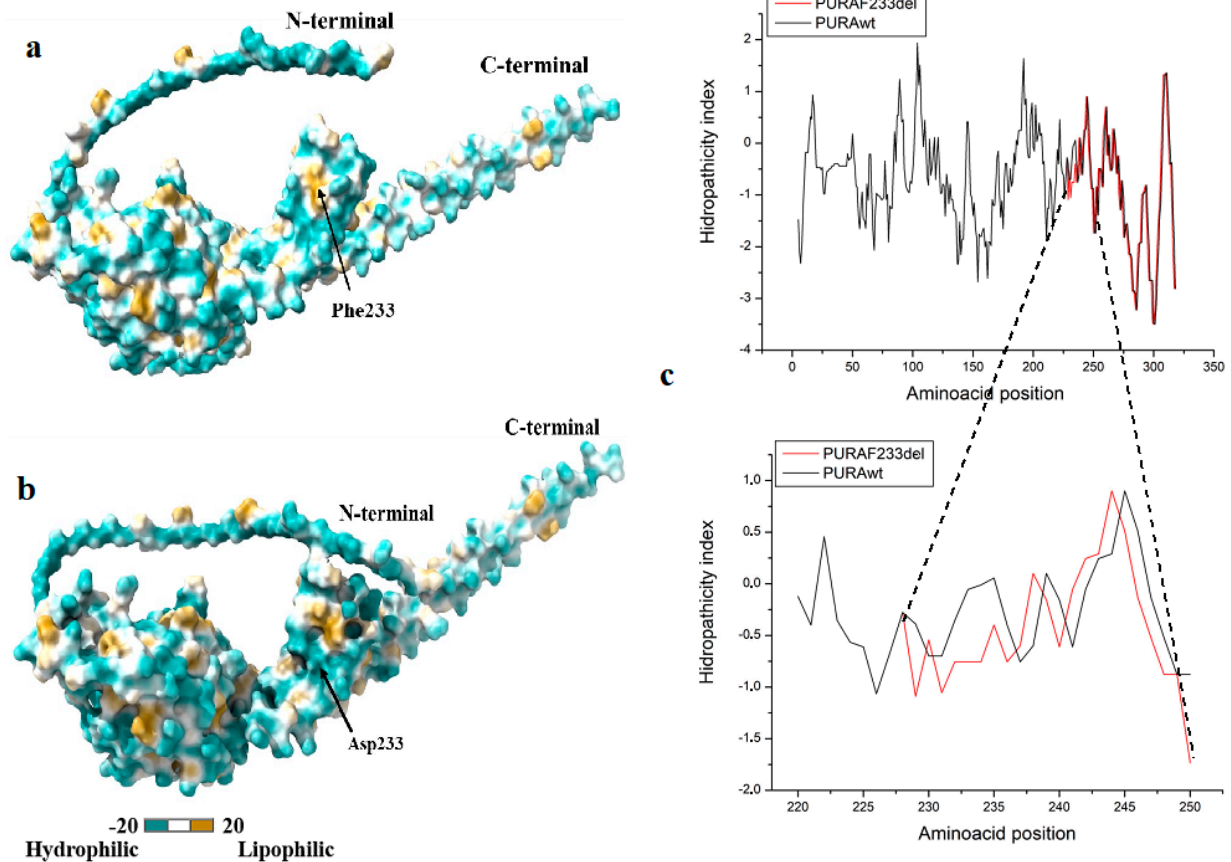 a
N-terminal
C-terminal
Phe233
b
C-terminal
N-terminal
Asp233
-20 20
Hydrophilic Lipophilic
c
PURAF233del
PURAwt
Hidropathicity index
2
1
0
-1
-2
-3
-4
0 50 100 150 200 250 300 350
Aminoacid position
PURAF233del
PURAwt
Hidropathicity index
1.0
0.5
0.0
-0.5
-1.0
-1.5
-2.0
220 225 230 235 240 245 250
Aminoacid position